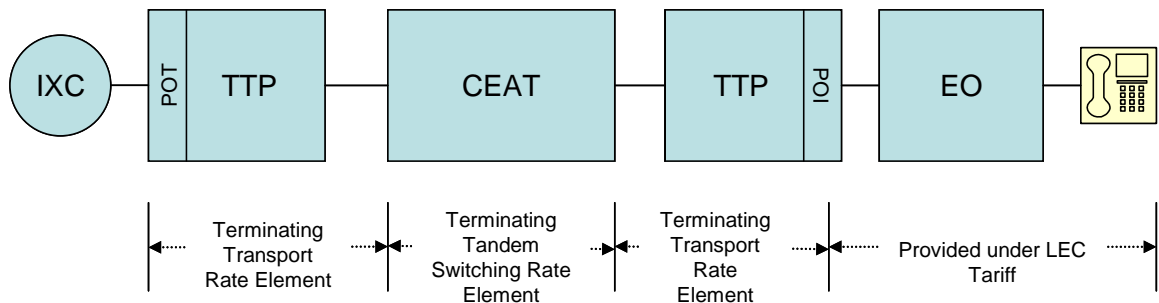 IXC
POT
TTP
CEAT
TTP
POI
EO
Terminating
Transport
Rate Element
Terminating
Tandem
Switching Rate
Element
Terminating
Transport
Rate
Element
Provided under LEC
Tariff